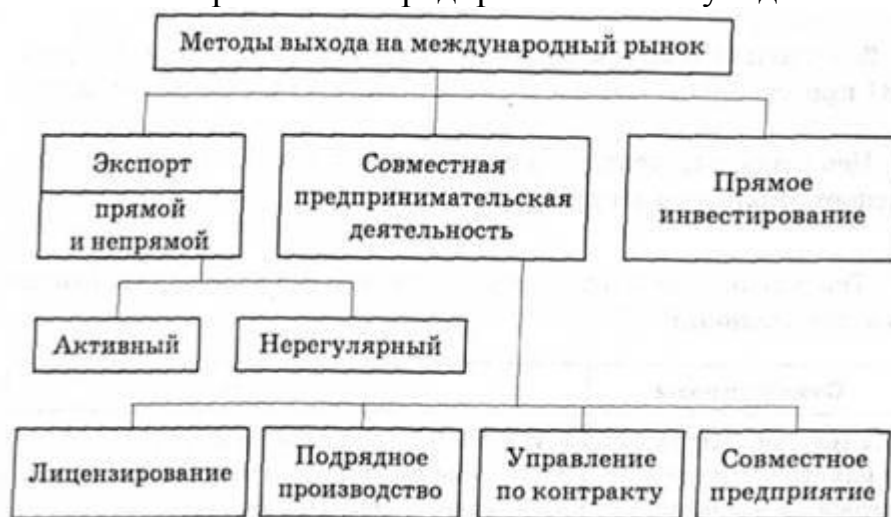 Методы выхода на международный рынок
Экспорт
прямой
и непрямой
Совместная
предпринимательская
деятельность
Прямое
инвестирование
Активный
Нерегулярный
Лицензирование
Подрядное
производство
Управление
по контракту
Совместное
предприятие